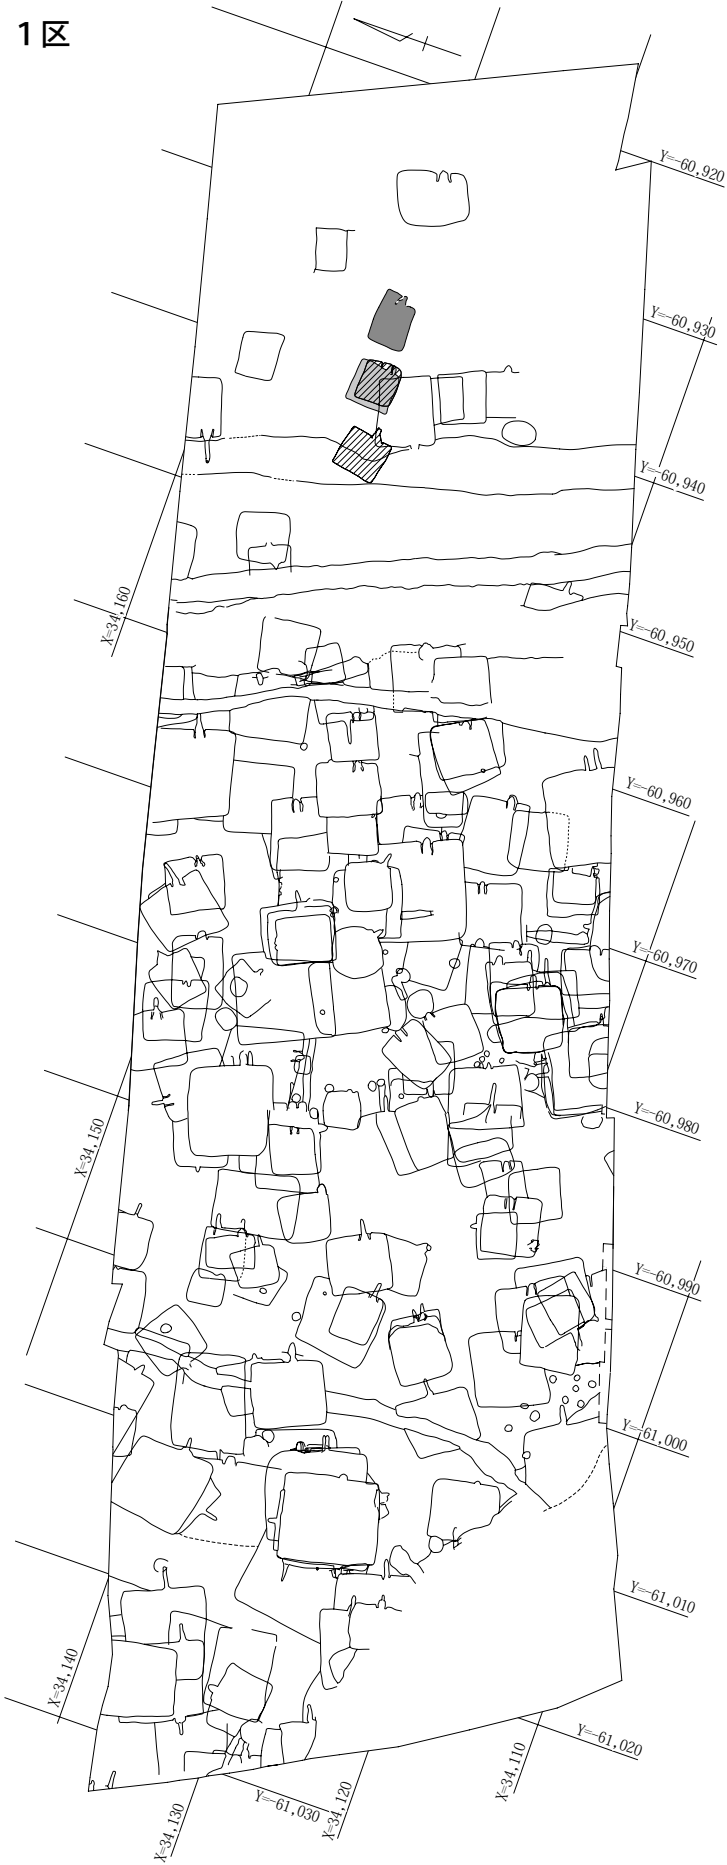 1区
Y=-60,920
Y=-60,930
Y=-60,940
X=34,160
Y=-60,950
Y=-60,960
Y=-60,970
Y=-60,980
X=34,150
Y=-60,990
Y=-61,000
Y=-61,010
X=34,140
Y=-61,020
X=34,110
Y=-61,030
X=34,120
X=34,130